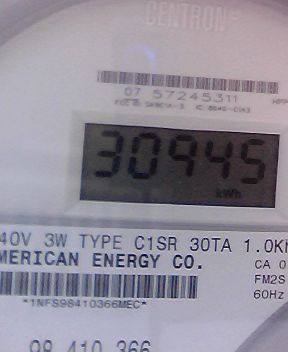 CENTRON
07 57245311
30945
kWh
40V 3W TYPE C1SR 30TA 1.0K
MERICAN ENERGY CO.
CA 0
FM2S
60Hz
*1NFS98410366MEC*
98 410 366